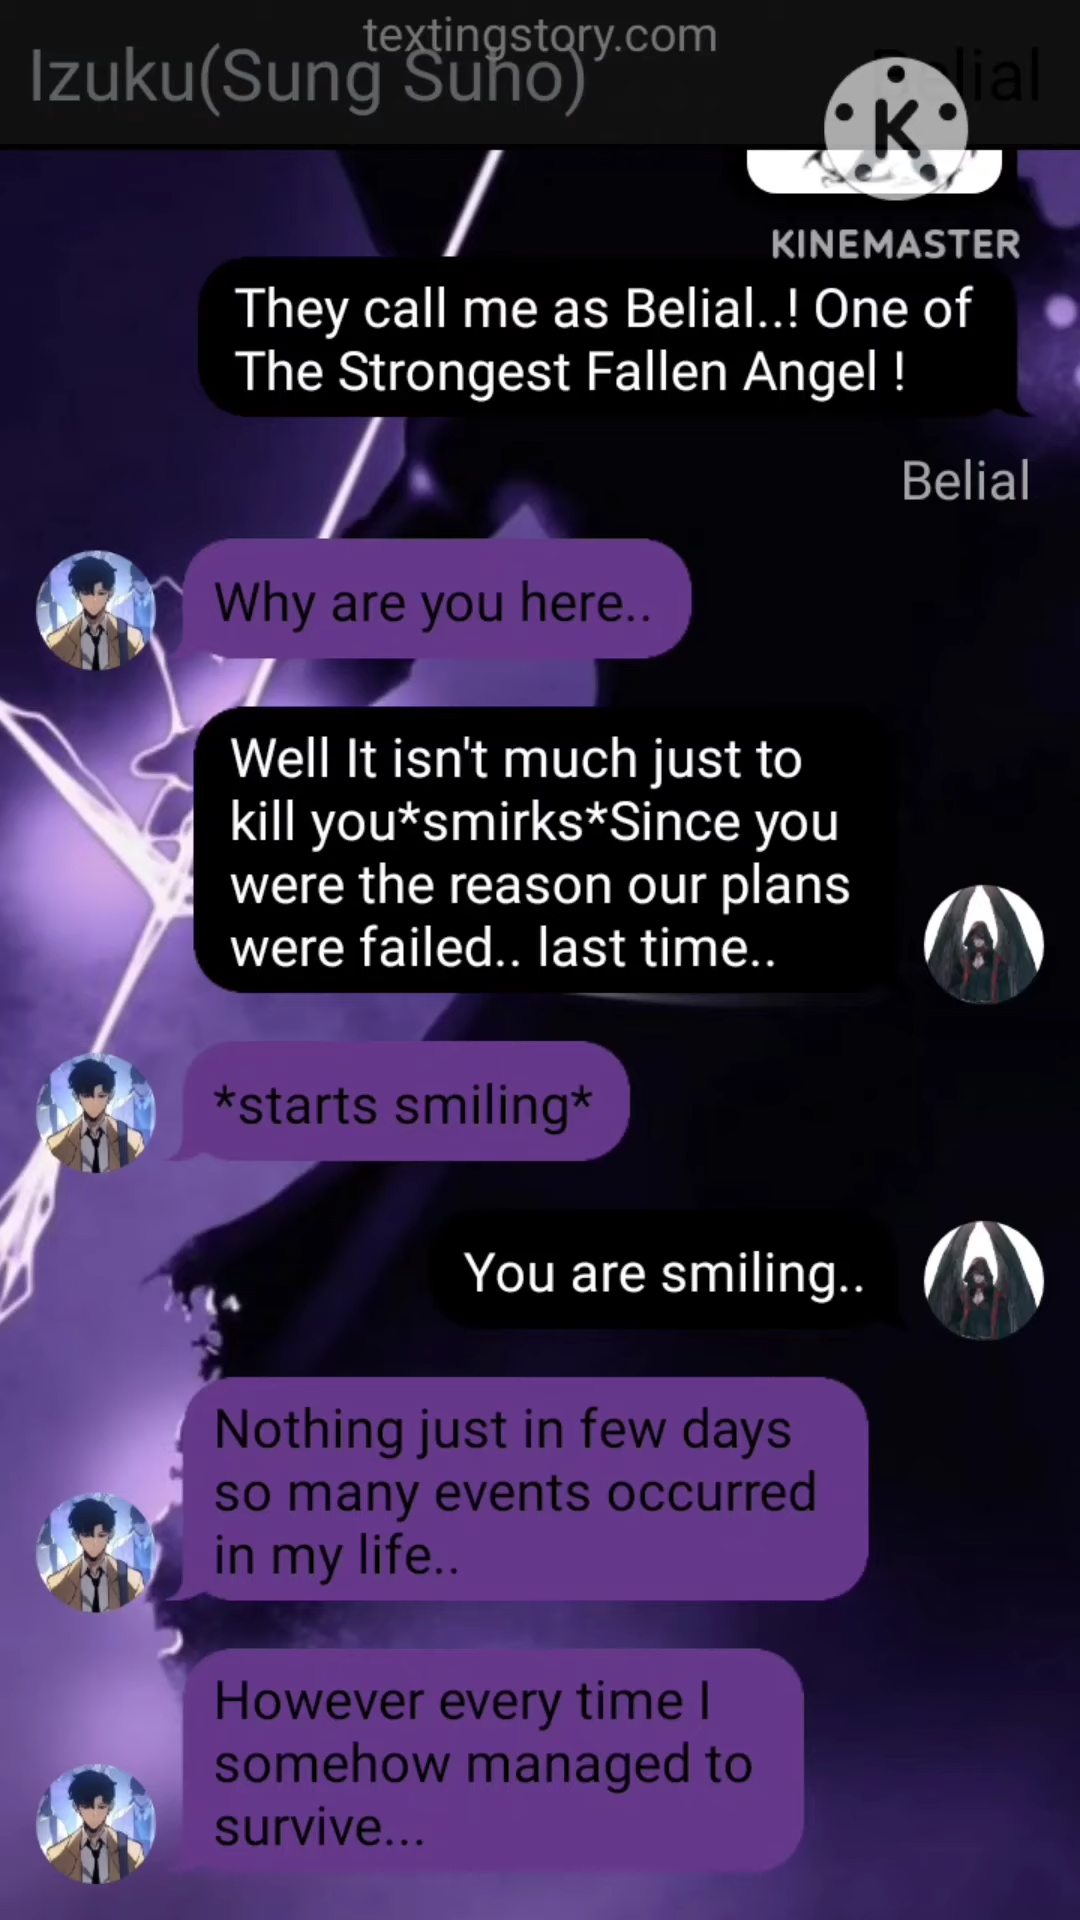 textingstory.com
Izuku(Sung Suho)
Belial
K
KINEMASTER
They call me as Belial..! One of
The Strongest Fallen Angel !
Belial
Why are you here..
Well It isn't much just to
kill you*smirks*Since you
were the reason our plans
were failed.. last time..
*starts smiling*
You are smiling..
Nothing just in few days
so many events occurred
in my life..
However every time I
somehow managed to
survive...